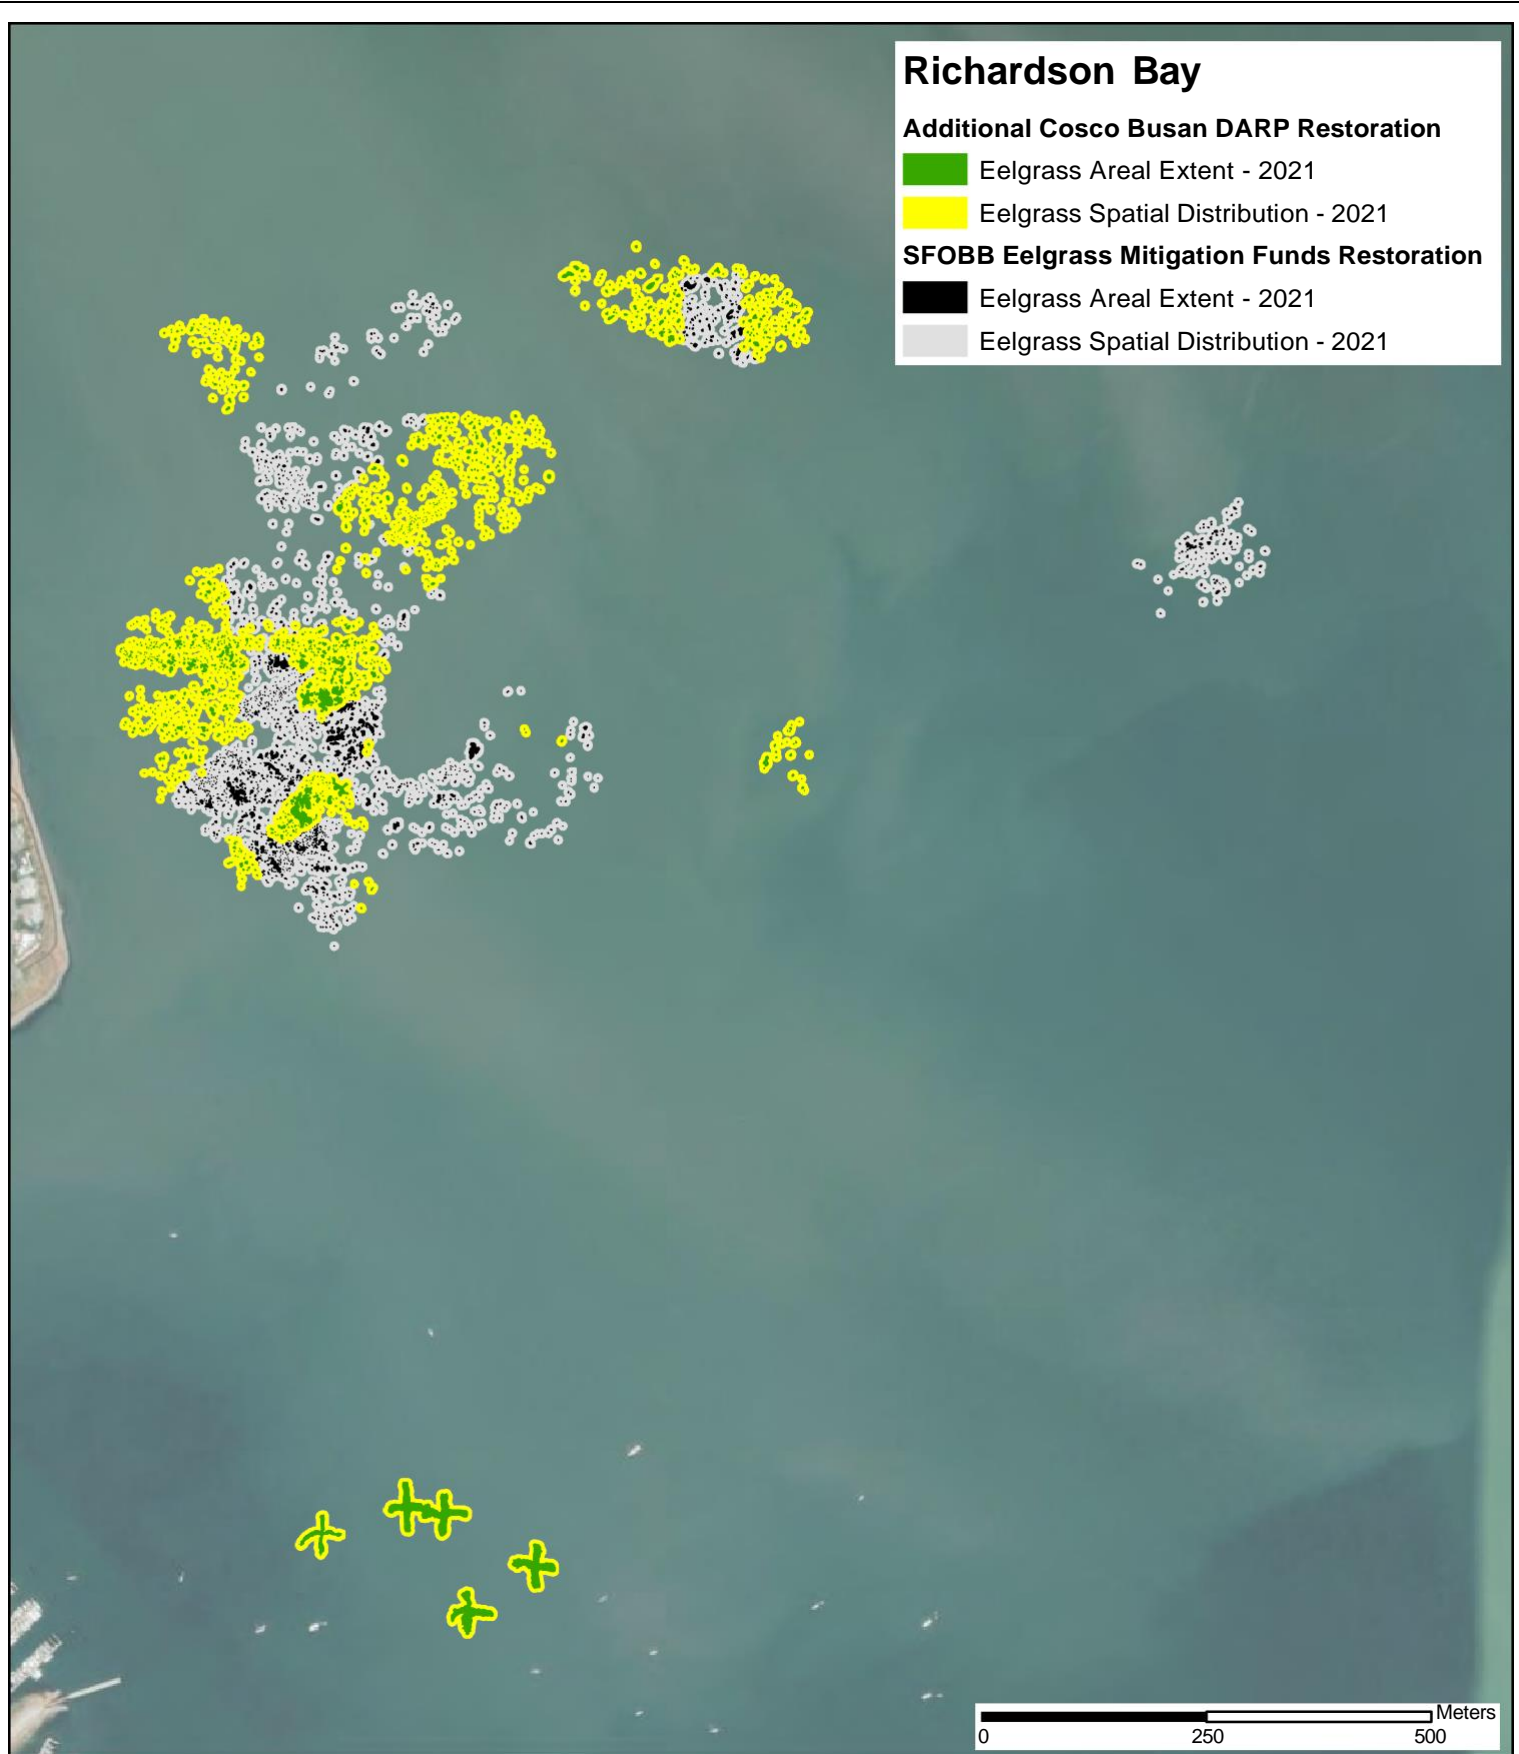 Richardson Bay
Additional Cosco Busan DARP Restoration
Eelgrass Areal Extent - 2021
Eelgrass Spatial Distribution - 2021
SFOBB Eelgrass Mitigation Funds Restoration
Eelgrass Areal Extent - 2021
Eelgrass Spatial Distribution - 2021
Meters
0 250 500